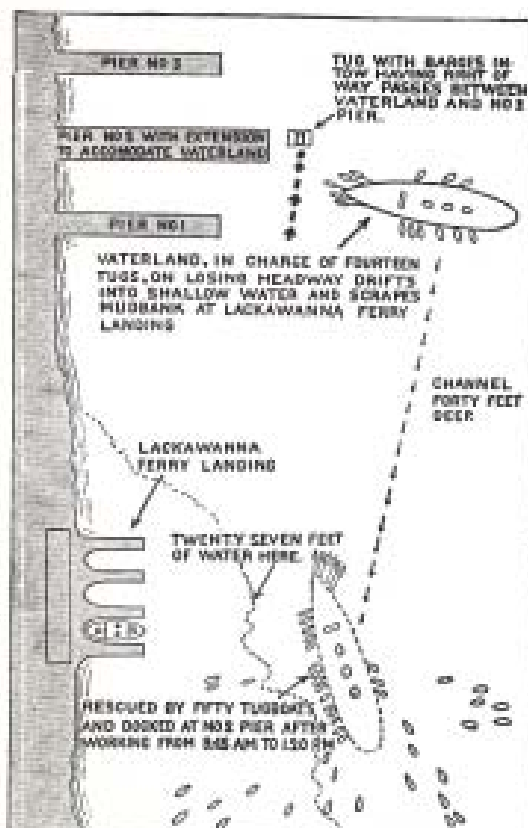 PIER NO 3
TUG WITH BARGES IN
TOW HAVING RIGHT OF
WAY PASSES BETWEEN
VATERLAND AND NO 2
PIER.
PIER NO 2 WITH EXTENSION
TO ACCOMODATE VATERLAND
PIER NO 1
VATERLAND, IN CHARGE OF FOURTEEN
TUGS, ON LOSING HEADWAY DRIFTS
INTO SHALLOW WATER AND SCRAPES
MUDBANK AT LACKAWANNA FERRY
LANDING
CHANNEL
FORTY FEET
DEEP.
LACKAWANNA
FERRY LANDING
TWENTY SEVEN FEET
OF WATER HERE.
RESCUED BY FIFTY TUGBOATS
AND DOCKED AT NO 2 PIER AFTER
WORKING FROM AM TO 1.20 PM